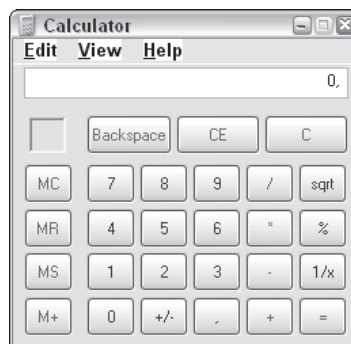 Calculator
Edit View Help
0,
Backspace CE C
MC 7 8 9 / sqrt
MR 4 5 6 * %
MS 1 2 3 - 1/x
M+ 0 +/- , + =